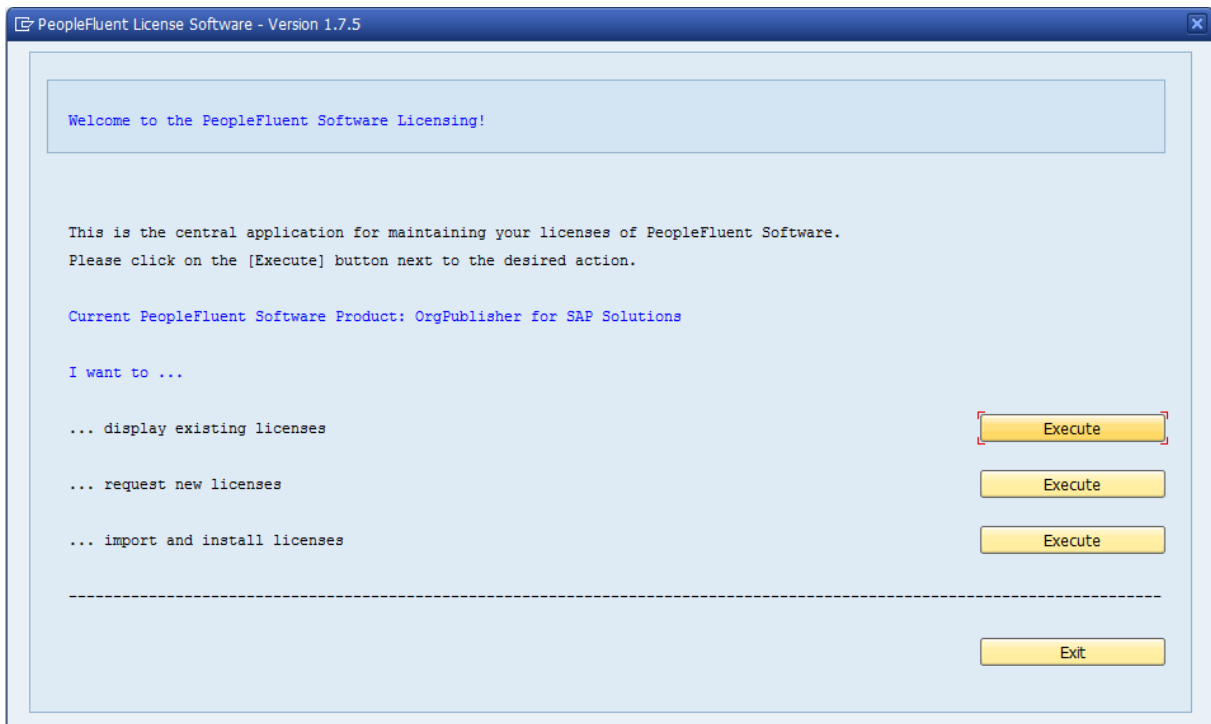 PeopleFluent License Software - Version 1.7.5
Welcome to the PeopleFluent Software Licensing!
This is the central application for maintaining your licenses of PeopleFluent Software.
Please click on the [Execute] button next to the desired action.
Current PeopleFluent Software Product: OrgPublisher for SAP Solutions
I want to ...
... display existing licenses Execute
... request new licenses Execute
... import and install licenses Execute
Exit